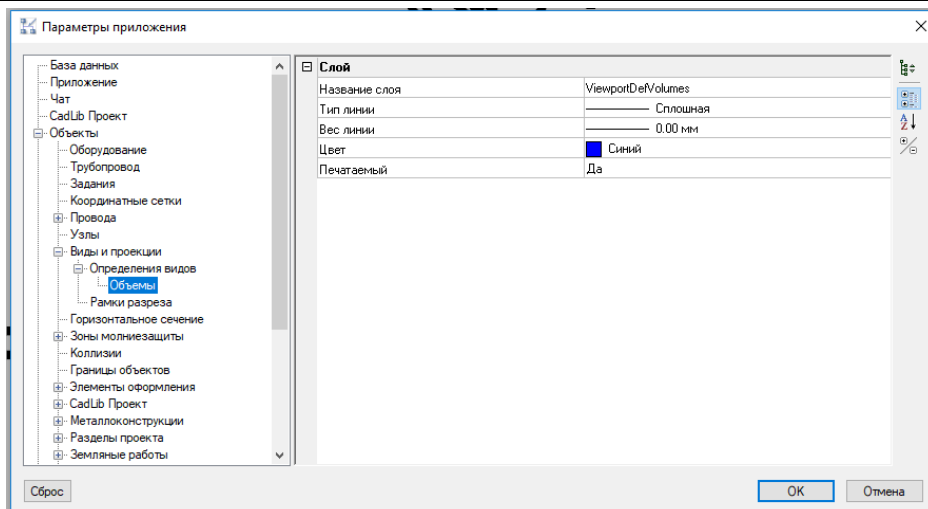 Параметры приложения
База данных
Приложение
Чат
CadLib Проект
Объекты
Оборудование
Трубопровод
Задания
Координатные сетки
Провода
Узлы
Виды и проекции
Определения видов
Объемы
Рамки разреза
Горизонтальное сечение
Зоны молниезащиты
Коллизии
Границы объектов
Элементы оформления
CadLib Проект
Металлоконструкции
Разделы проекта
Земляные работы
Слой
Название слоя ViewportDefVolumes
Тип линии Сплошная
Вес линии 0.00 мм
Цвет Синий
Печатаемый Да
Сброс
OK
Отмена